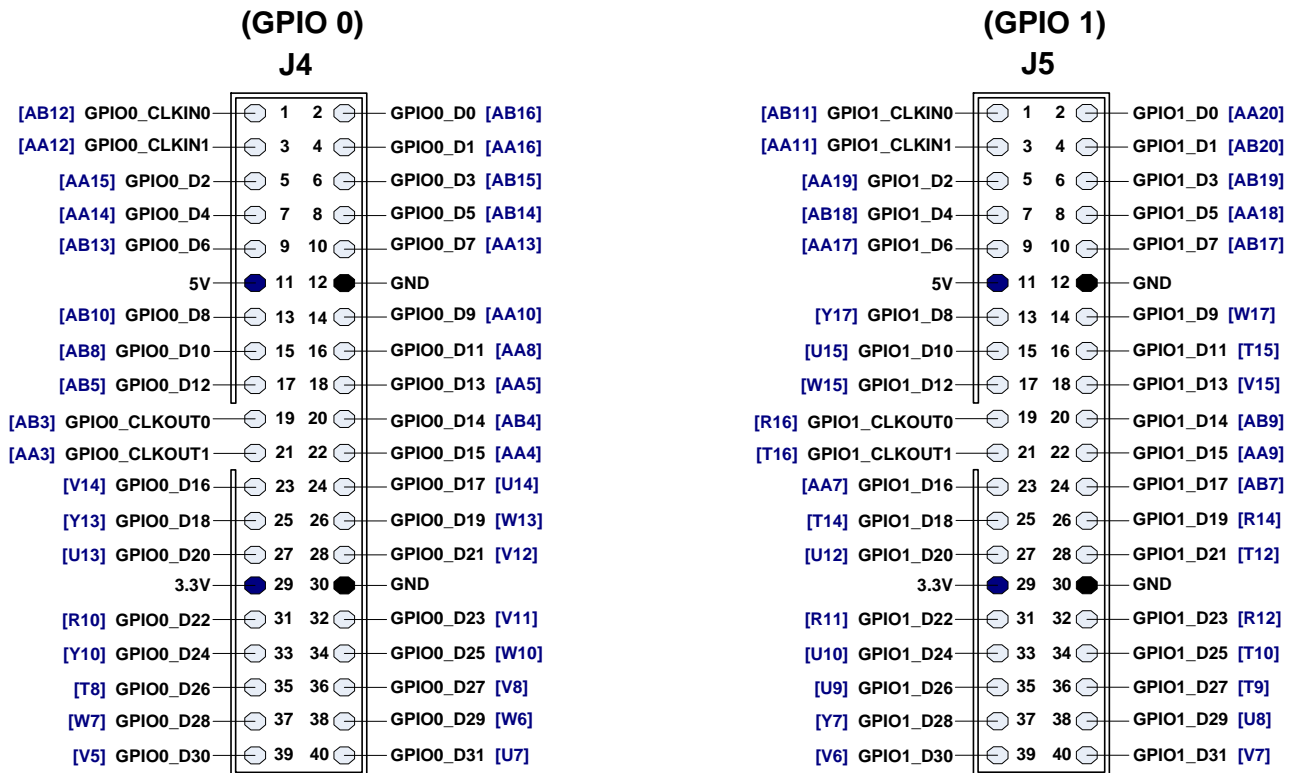 (GPIO 0) (GPIO 1)
J4 J5
[AB12] GPIO0_CLKIN0 1 2 GPIO0_D0 [AB16] [AB11] GPIO1_CLKIN0 1 2 GPIO1_D0 [AA20]
[AA12] GPIO0_CLKIN1 3 4 GPIO0_D1 [AA16] [AA11] GPIO1_CLKIN1 3 4 GPIO1_D1 [AB20]
[AA15] GPIO0_D2 5 6 GPIO0_D3 [AB15] [AA19] GPIO1_D2 5 6 GPIO1_D3 [AB19]
[AA14] GPIO0_D4 7 8 GPIO0_D5 [AB14] [AB18] GPIO1_D4 7 8 GPIO1_D5 [AA18]
[AB13] GPIO0_D6 9 10 GPIO0_D7 [AA13] [AA17] GPIO1_D6 9 10 GPIO1_D7 [AB17]
5V 11 12 GND 5V 11 12 GND
[AB10] GPIO0_D8 13 14 GPIO0_D9 [AA10] [Y17] GPIO1_D8 13 14 GPIO1_D9 [W17]
[AB8] GPIO0_D10 15 16 GPIO0_D11 [AA8] [U15] GPIO1_D10 15 16 GPIO1_D11 [T15]
[AB5] GPIO0_D12 17 18 GPIO0_D13 [AA5] [W15] GPIO1_D12 17 18 GPIO1_D13 [V15]
[AB3] GPIO0_CLKOUT0 19 20 GPIO0_D14 [AB4] [R16] GPIO1_CLKOUT0 19 20 GPIO1_D14 [AB9]
[AA3] GPIO0_CLKOUT1 21 22 GPIO0_D15 [AA4] [T16] GPIO1_CLKOUT1 21 22 GPIO1_D15 [AA9]
[V14] GPIO0_D16 23 24 GPIO0_D17 [U14] [AA7] GPIO1_D16 23 24 GPIO1_D17 [AB7]
[Y13] GPIO0_D18 25 26 GPIO0_D19 [W13] [T14] GPIO1_D18 25 26 GPIO1_D19 [R14]
[U13] GPIO0_D20 27 28 GPIO0_D21 [V12] [U12] GPIO1_D20 27 28 GPIO1_D21 [T12]
3.3V 29 30 GND 3.3V 29 30 GND
[R10] GPIO0_D22 31 32 GPIO0_D23 [V11] [R11] GPIO1_D22 31 32 GPIO1_D23 [R12]
[Y10] GPIO0_D24 33 34 GPIO0_D25 [W10] [U10] GPIO1_D24 33 34 GPIO1_D25 [T10]
[T8] GPIO0_D26 35 36 GPIO0_D27 [V8] [U9] GPIO1_D26 35 36 GPIO1_D27 [T9]
[W7] GPIO0_D28 37 38 GPIO0_D29 [W6] [Y7] GPIO1_D28 37 38 GPIO1_D29 [U8]
[V5] GPIO0_D30 39 40 GPIO0_D31 [U7] [V6] GPIO1_D30 39 40 GPIO1_D31 [V7]